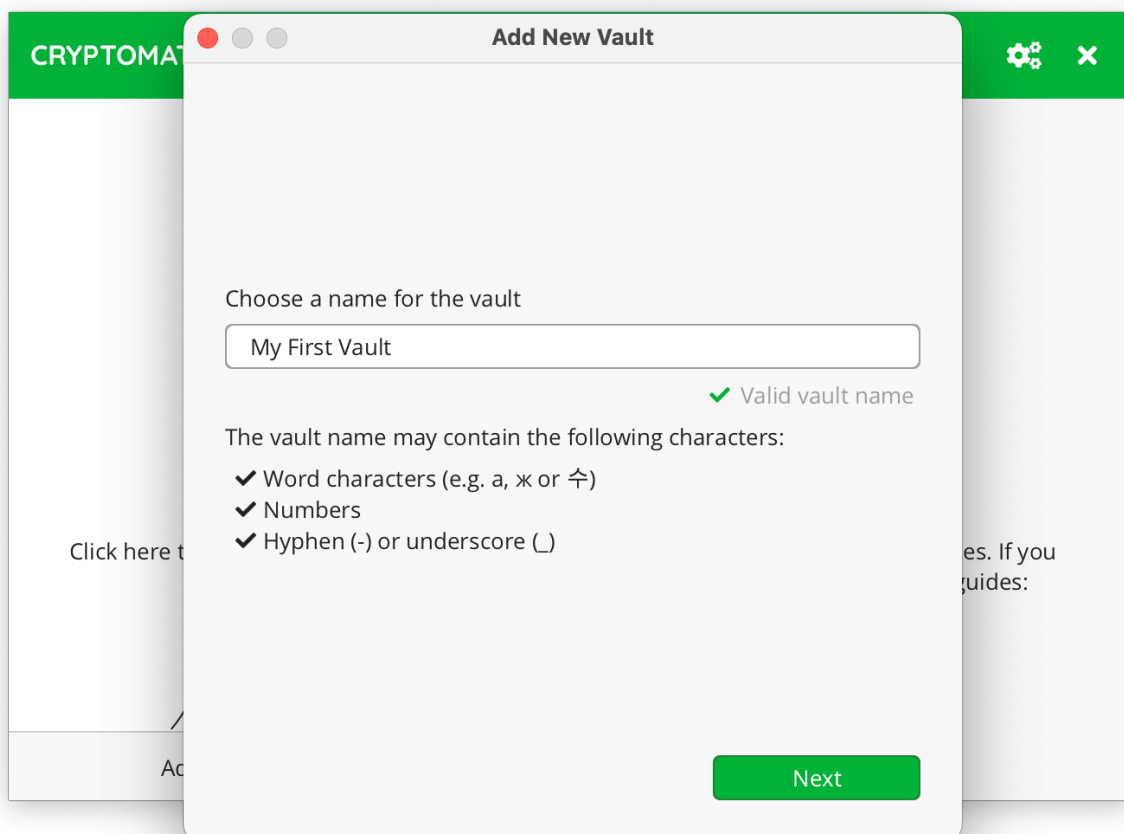 Add New Vault
CRYPTOMAT
Choose a name for the vault
My First Vault
Valid vault name
The vault name may contain the following characters:
Word characters (e.g. a, ж or 수)
Numbers
Hyphen (-) or underscore (_)
Click here t
es. If you
guides:
Next